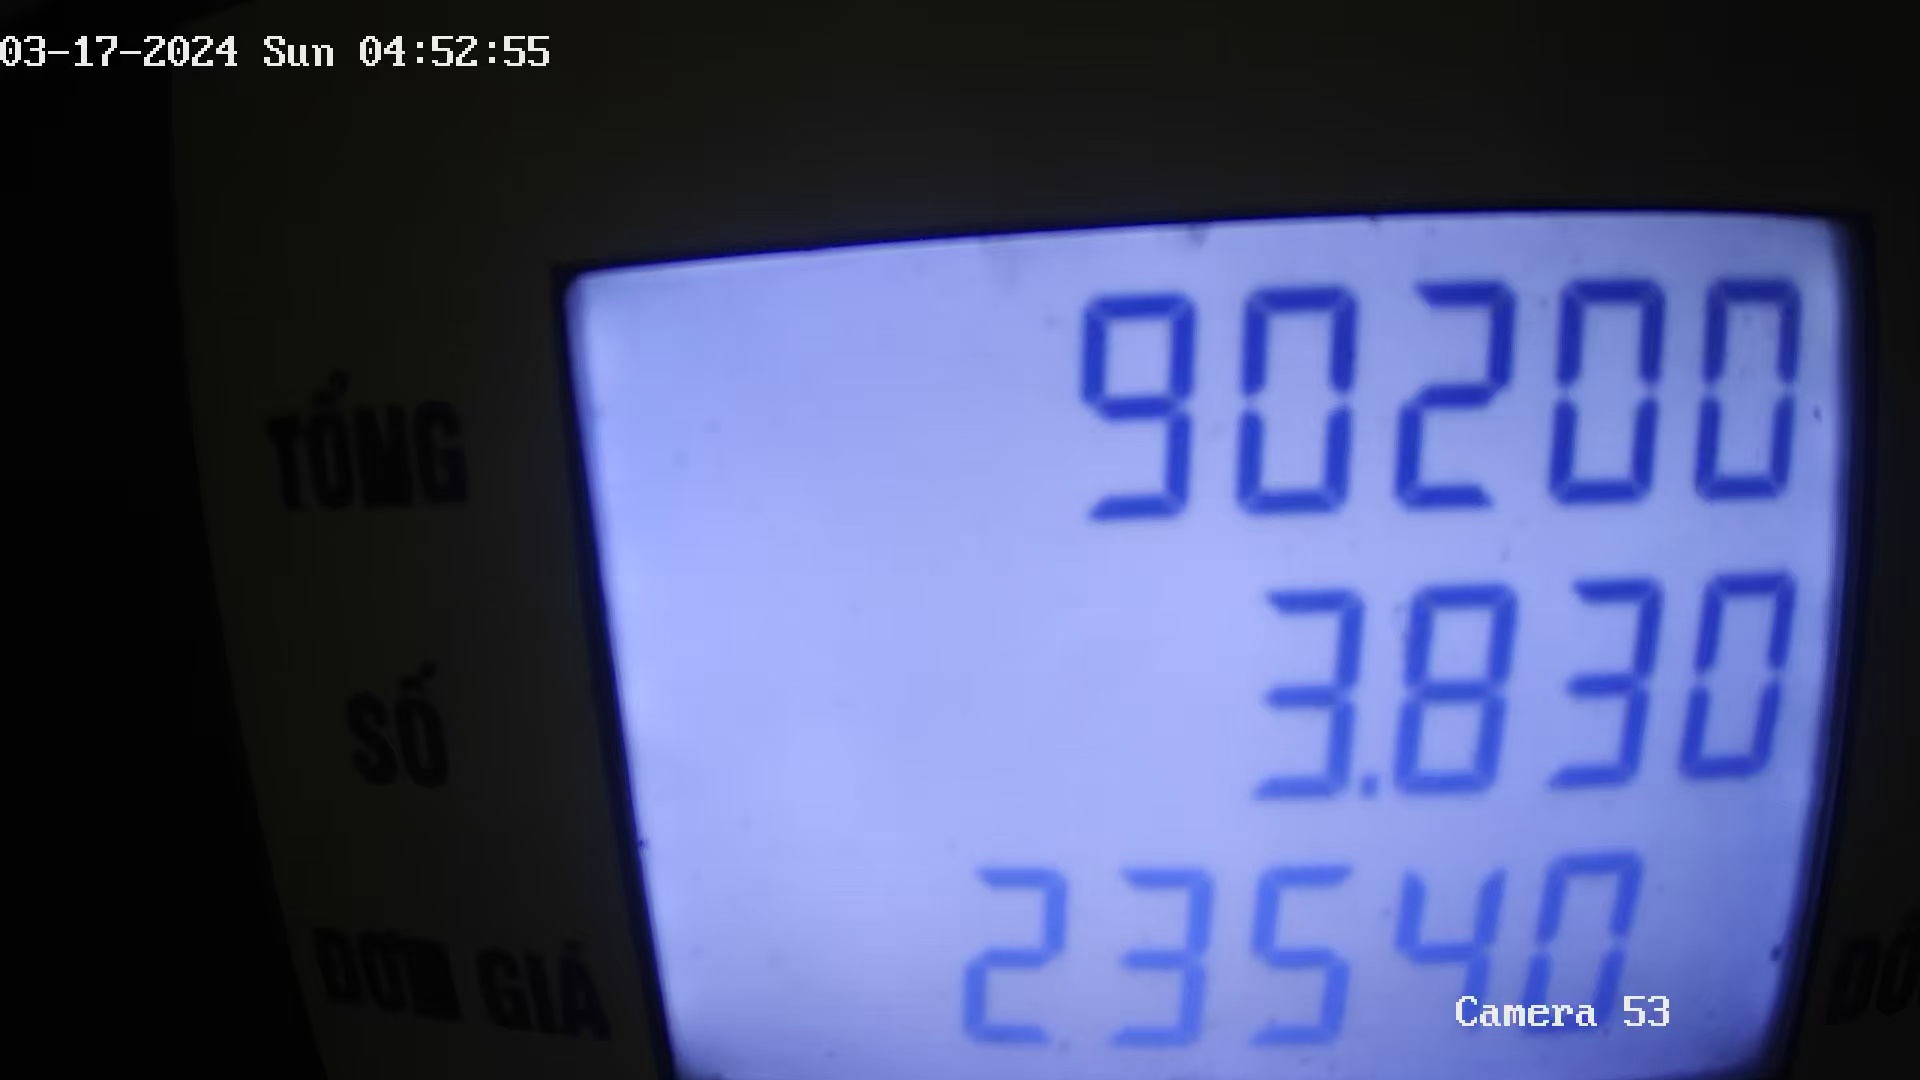 03-17-2024 Sun 04:52:55
TỔNG 90200
SỐ 3.830
ĐƠN GIÁ 23540
Camera 53